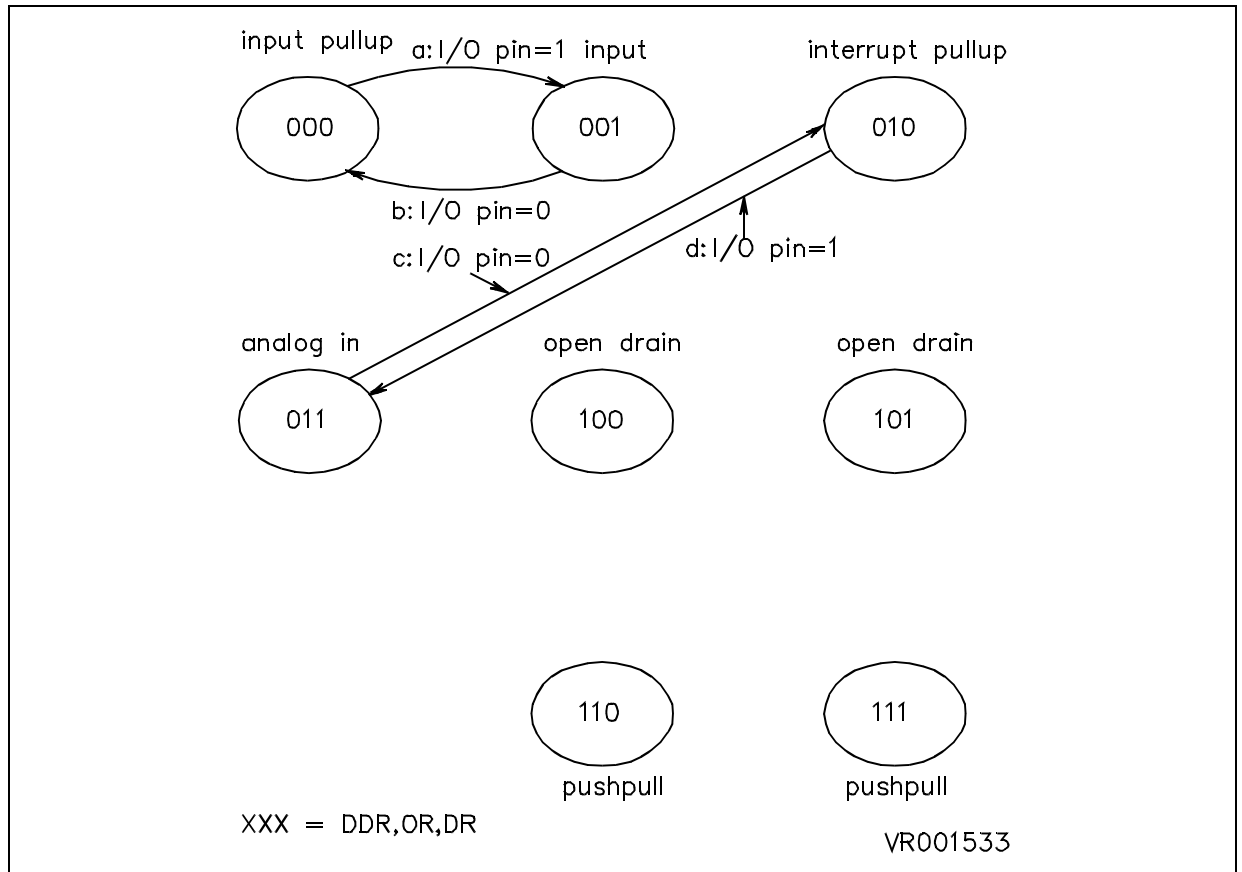 input pullup
a:I/O pin=1
input
interrupt pullup
000
001
010
b:I/O pin=0
c:I/O pin=0
d:I/O pin=1
analog in
open drain
open drain
011
100
101
110
111
pushpull
pushpull
XXX = DDR,OR,DR
VR001533